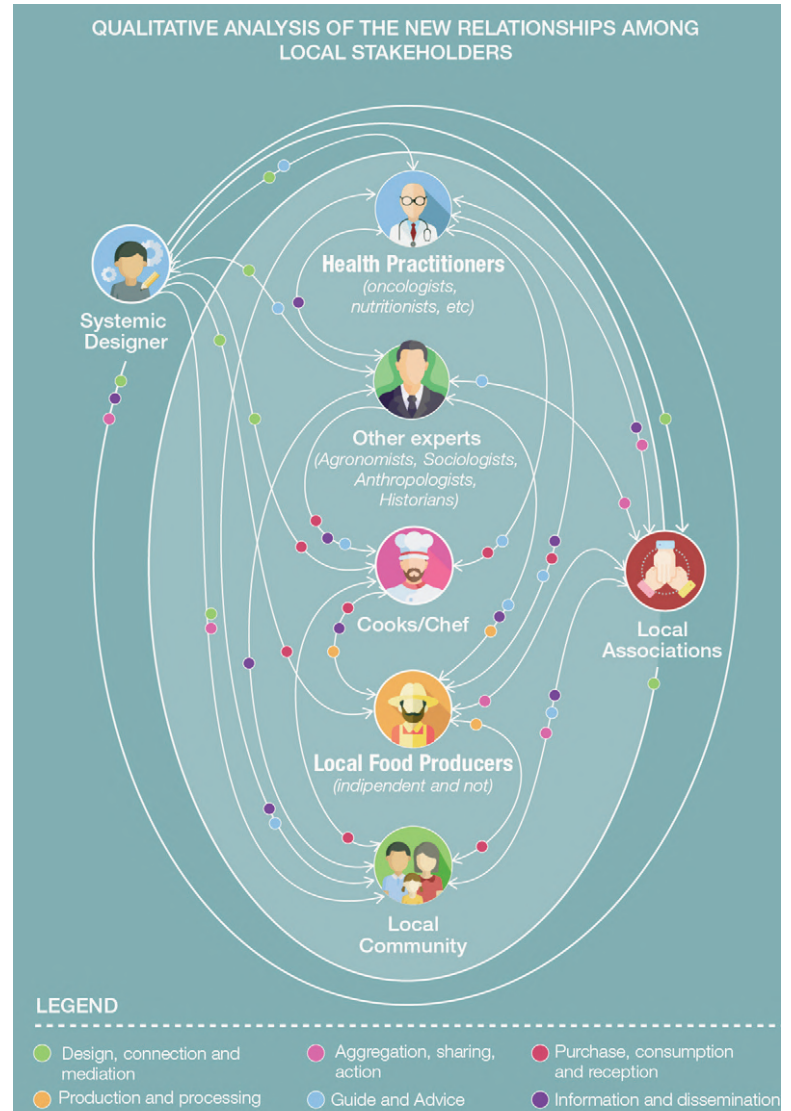 QUALITATIVE ANALYSIS OF THE NEW RELATIONSHIPS AMONG
LOCAL STAKEHOLDERS
Health Practitioners
(oncologists,
nutritionists, etc)
Systemic
Designer
Other experts
(Agronomists, Sociologists,
Anthropologists,
Historians)
Cooks/Chef
Local
Associations
Local Food Producers
(indipendent and not)
Local
Community
LEGEND
Design, connection and
mediation
Aggregation, sharing,
action
Purchase, consumption
and reception
Production and processing
Guide and Advice
Information and dissemination